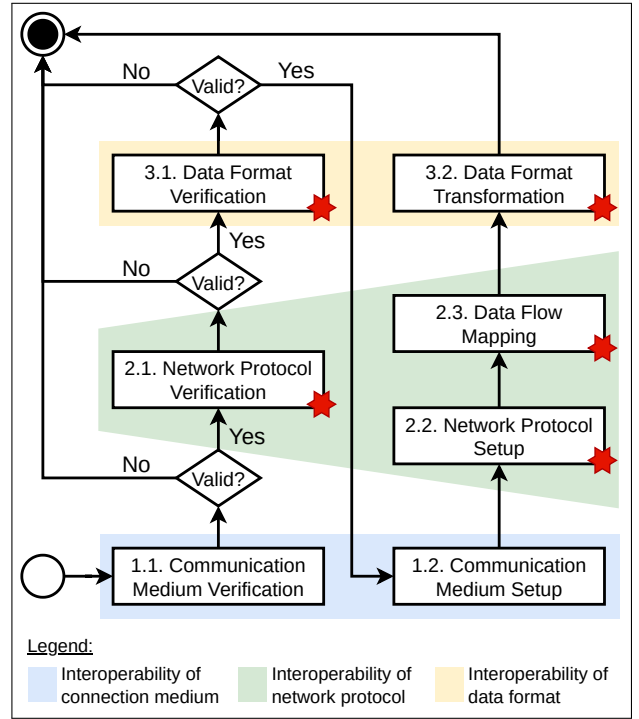 No
Valid?
Yes
3.1. Data Format
Verification
3.2. Data Format
Transformation
Yes
No
Valid?
2.3. Data Flow
Mapping
2.1. Network Protocol
Verification
2.2. Network Protocol
Setup
Yes
No
Valid?
1.1. Communication
Medium Verification
1.2. Communication
Medium Setup
Legend:
Interoperability of
connection medium
Interoperability of
network protocol
Interoperability of
data format